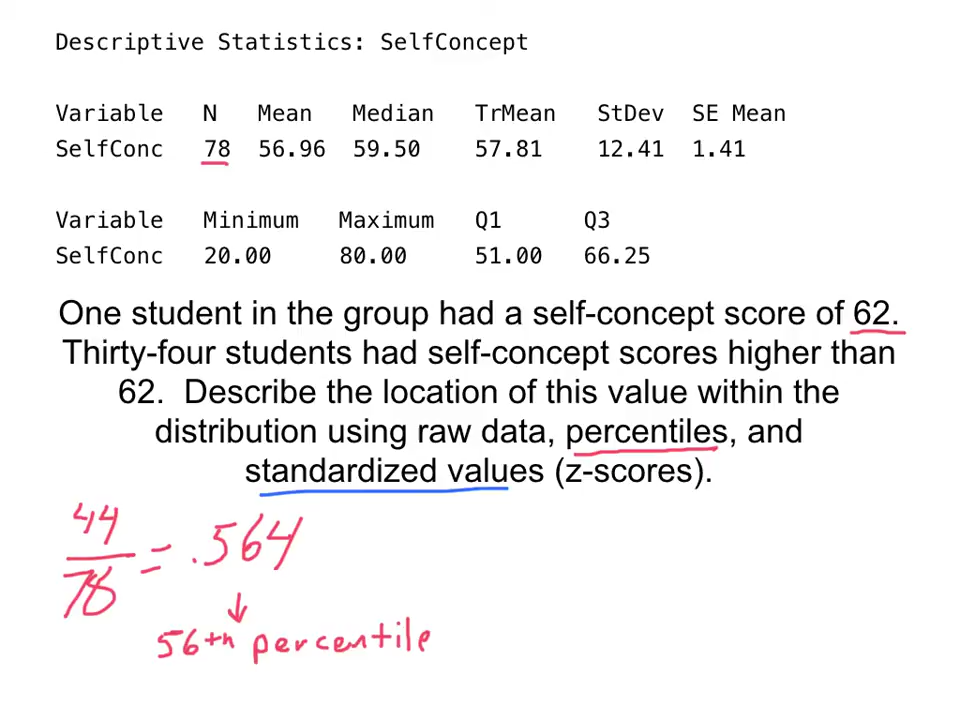 Descriptive Statistics: SelfConcept
Variable N Mean Median TrMean StDev SE Mean
SelfConc 78 56.96 59.50 57.81 12.41 1.41
Variable Minimum Maximum Q1 Q3
SelfConc 20.00 80.00 51.00 66.25
One student in the group had a self-concept score of 62.
Thirty-four students had self-concept scores higher than
62. Describe the location of this value within the
distribution using raw data, percentiles, and
standardized values (z-scores).
44
78 = .564
56th percentile